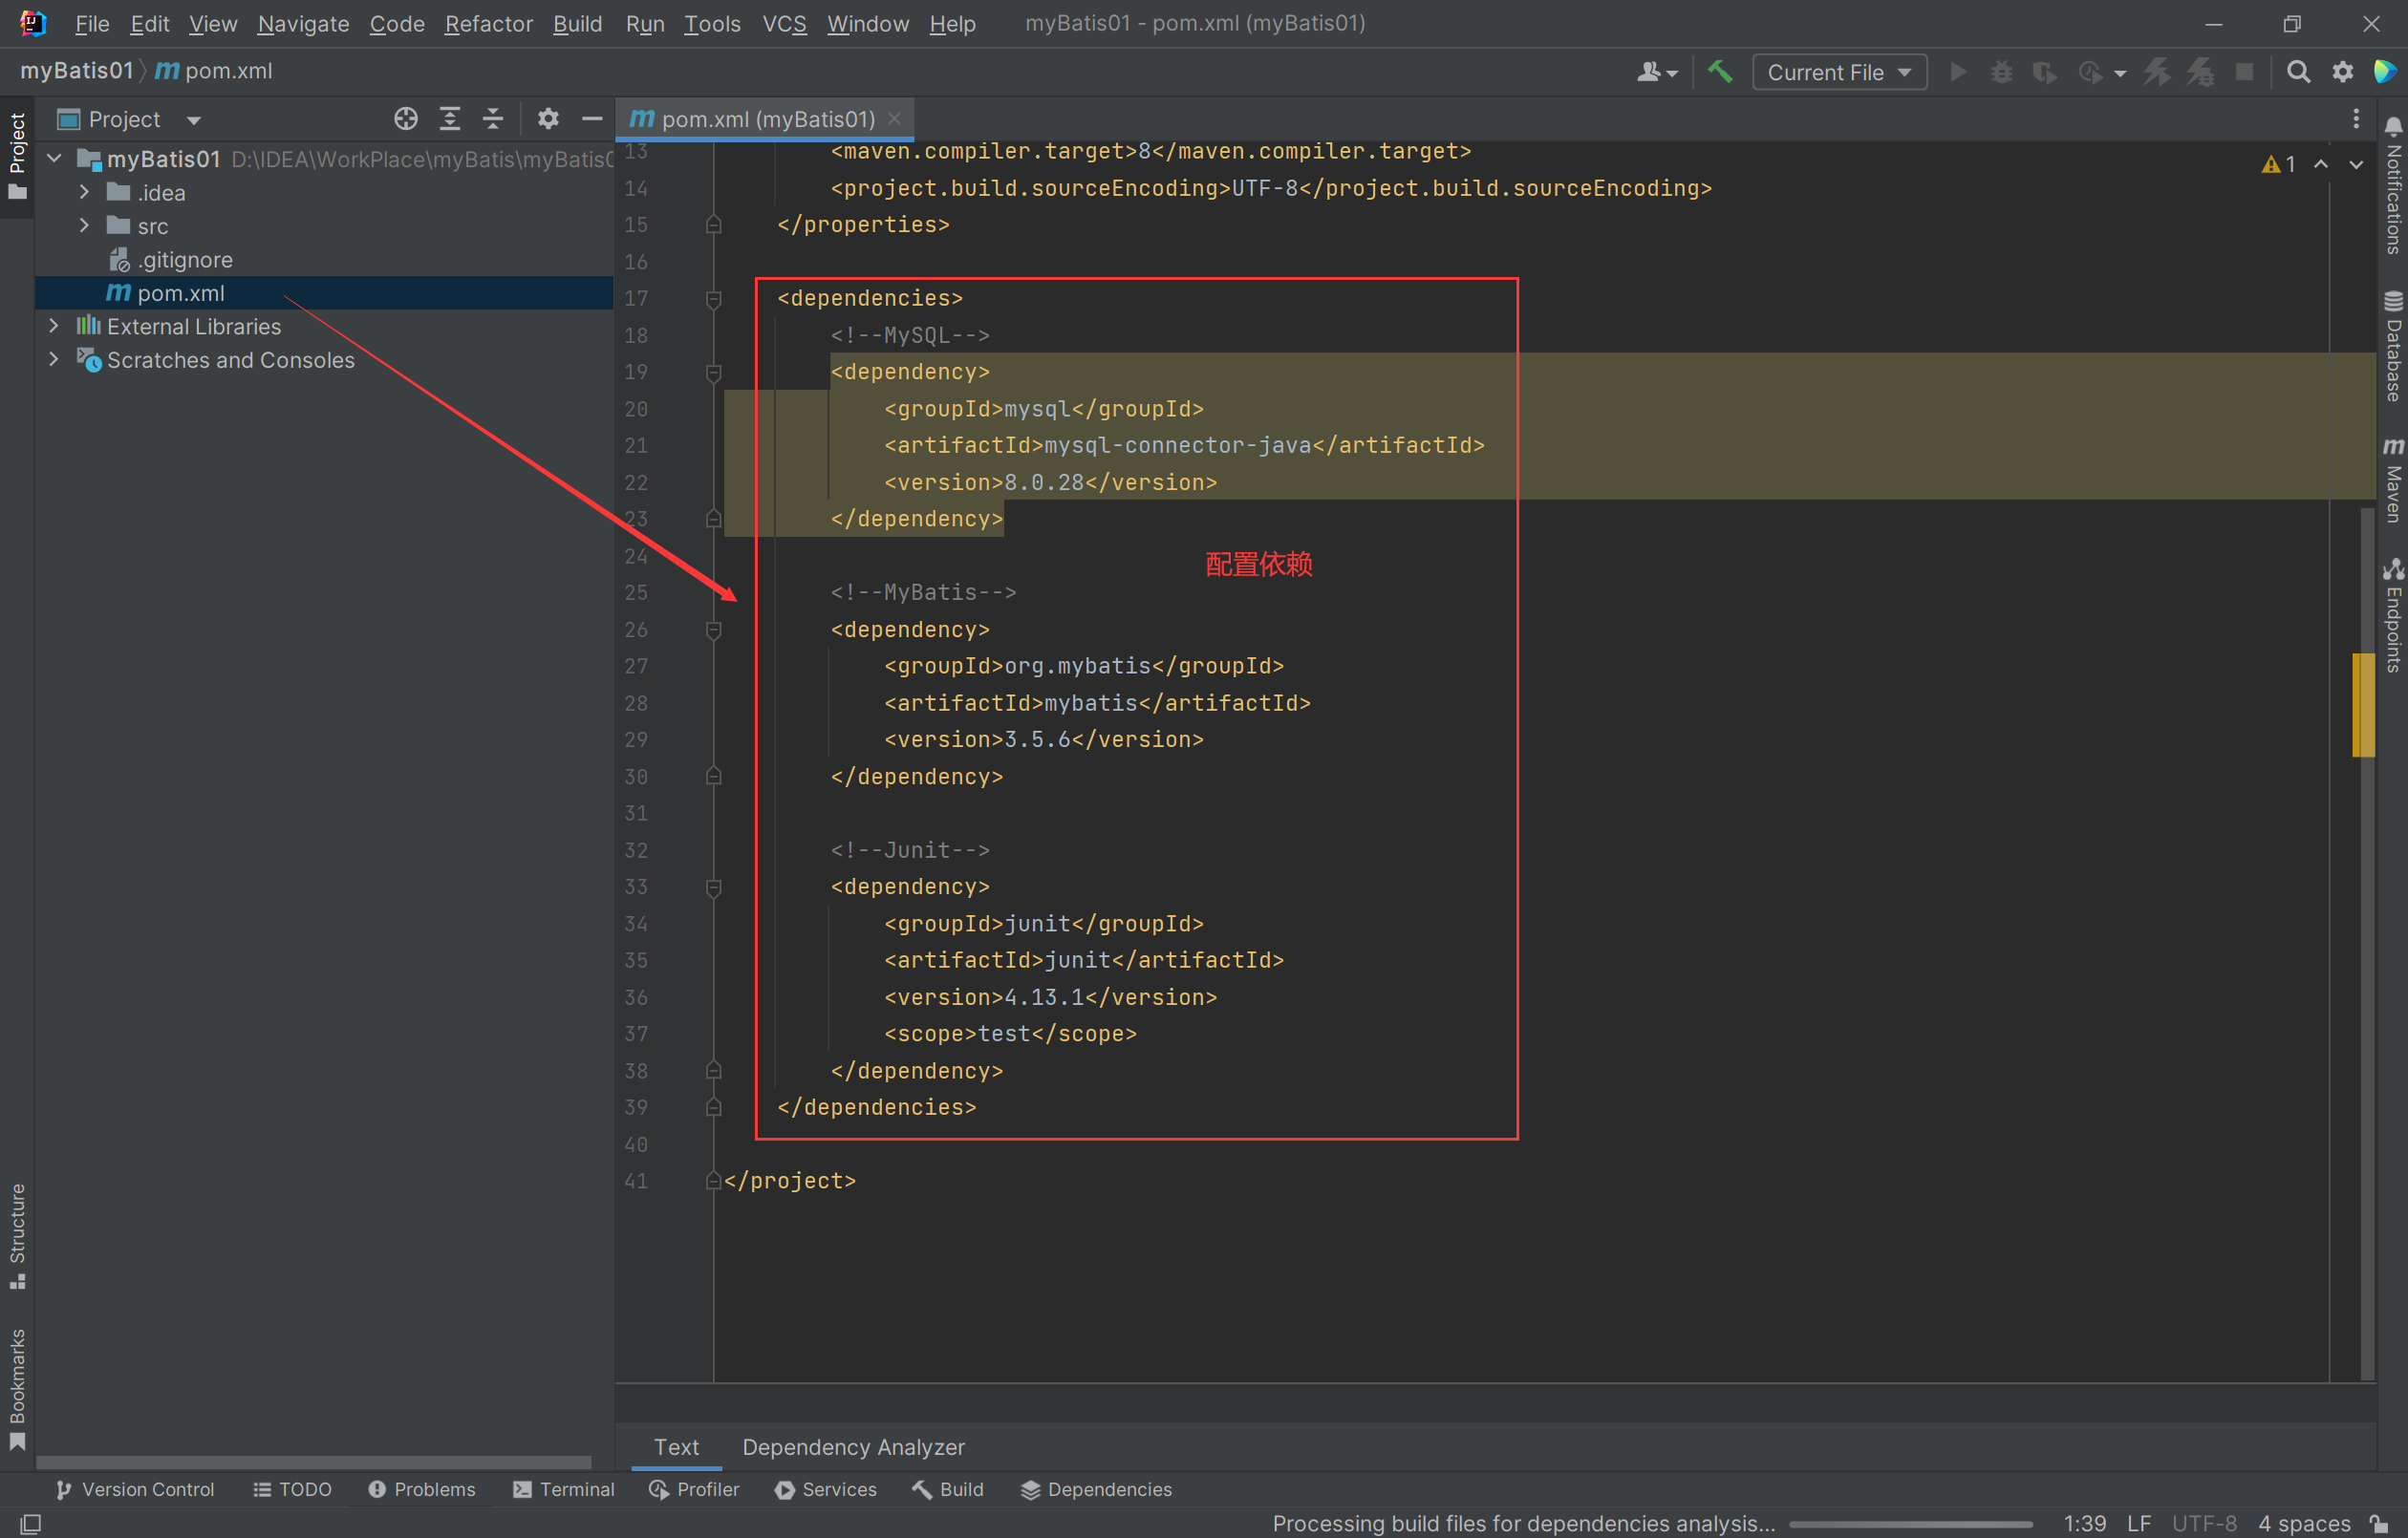 File Edit View Navigate Code Refactor Build Run Tools VCS Window Help myBatis01 - pom.xml (myBatis01)
myBatis01 pom.xml Current File
Project
Project
pom.xml (myBatis01)
myBatis01 D:\IDEA\WorkPlace\myBatis\myBatis0
.idea
src
.gitignore
pom.xml
External Libraries
Scratches and Consoles
1
13 <maven.compiler.target>8</maven.compiler.target>
14 <project.build.sourceEncoding>UTF-8</project.build.sourceEncoding>
15 </properties>
16
17 <dependencies>
18 <!--MySQL-->
19 <dependency>
20 <groupId>mysql</groupId>
21 <artifactId>mysql-connector-java</artifactId>
22 <version>8.0.28</version>
23 </dependency>
24
配置依赖
25 <!--MyBatis-->
26 <dependency>
27 <groupId>org.mybatis</groupId>
28 <artifactId>mybatis</artifactId>
29 <version>3.5.6</version>
30 </dependency>
31
32 <!--Junit-->
33 <dependency>
34 <groupId>junit</groupId>
35 <artifactId>junit</artifactId>
36 <version>4.13.1</version>
37 <scope>test</scope>
38 </dependency>
39 </dependencies>
40
41 </project>
Notifications
Database
Maven
Endpoints
Structure
Bookmarks
Text Dependency Analyzer
Version Control TODO Problems Terminal Profiler Services Build Dependencies
Processing build files for dependencies analysis... 1:39 LF UTF-8 4 spaces